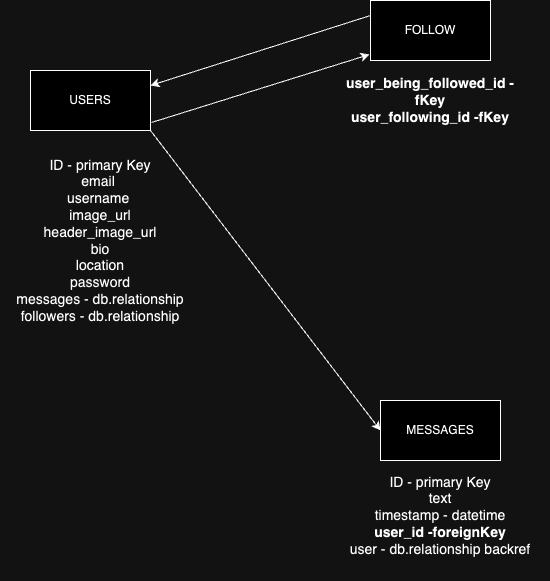 FOLLOW
user_being_followed_id -
fKey
user_following_id -fKey
USERS
ID - primary Key
email
username
image_url
header_image_url
bio
location
password
messages - db.relationship
followers - db.relationship
MESSAGES
ID - primary Key
text
timestamp - datetime
user_id -foreignKey
user - db.relationship backref